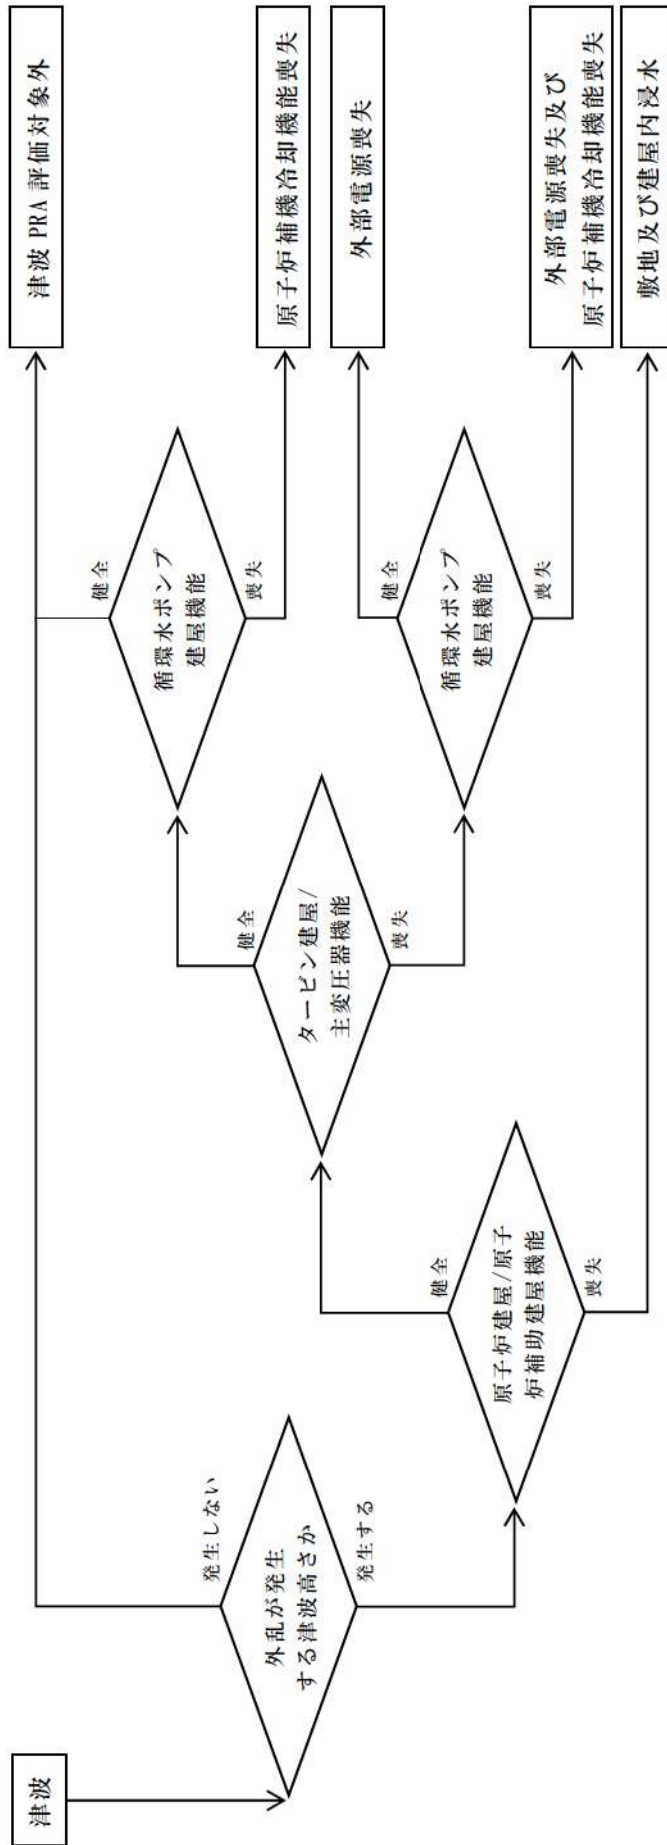 津波
外乱が発生
する津波高さか
発生しない
発生する
原子炉建屋/原子
炉補助建屋機能
健全
喪失
タービン建屋/
主変圧器機能
健全
喪失
循環水ポンプ
建屋機能
健全
喪失
循環水ポンプ
建屋機能
健全
喪失
津波 PRA 評価対象外
原子炉補機冷却機能喪失
外部電源喪失
外部電源喪失及び
原子炉補機冷却機能喪失
敷地及び建屋内浸水